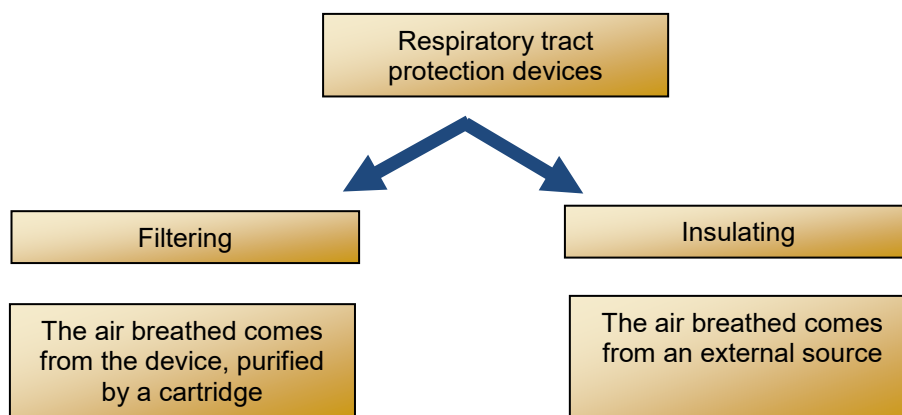 Respiratory tract
protection devices
Filtering
Insulating
The air breathed comes
from the device, purified
by a cartridge
The air breathed comes
from an external source